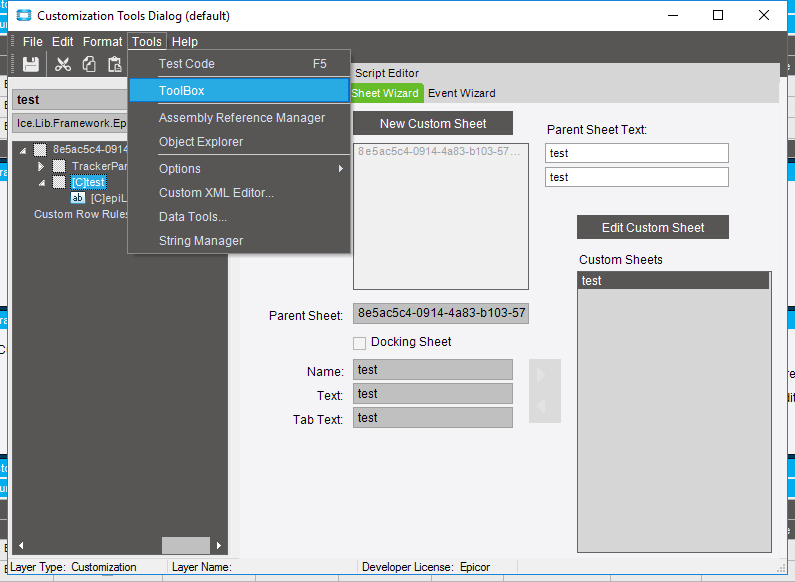 Customization Tools Dialog (default)
File Edit Format Tools Help
Test Code F5
ToolBox
Assembly Reference Manager
Object Explorer
Options
Custom XML Editor...
Data Tools...
String Manager
Script Editor
Sheet Wizard Event Wizard
test
Ice.Lib.Framework.Ep
8e5ac5c4-0914
TrackerPar
[C]test
ab [C]epiL
Custom Row Rules
New Custom Sheet
8e5ac5c4-0914-4a83-b103-57...
Parent Sheet Text:
test
test
Edit Custom Sheet
Custom Sheets
test
Parent Sheet: 8e5ac5c4-0914-4a83-b103-57
Docking Sheet
Name: test
Text: test
Tab Text: test
Layer Type: Customization Layer Name: Developer License: Epicor